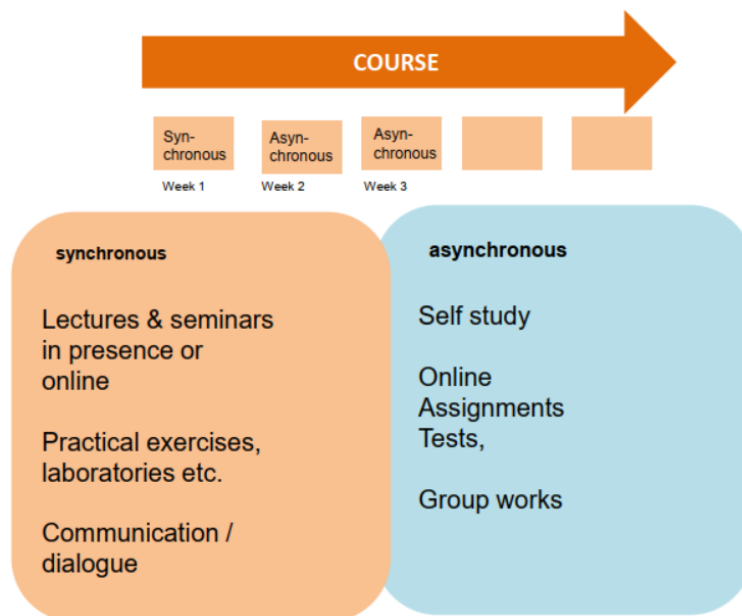 COURSE
Syn-
chronous
Asyn-
chronous
Asyn-
chronous
Week 1
Week 2
Week 3
synchronous
Lectures & seminars
in presence or
online
Practical exercises,
laboratories etc.
Communication /
dialogue
asynchronous
Self study
Online
Assignments
Tests,
Group works